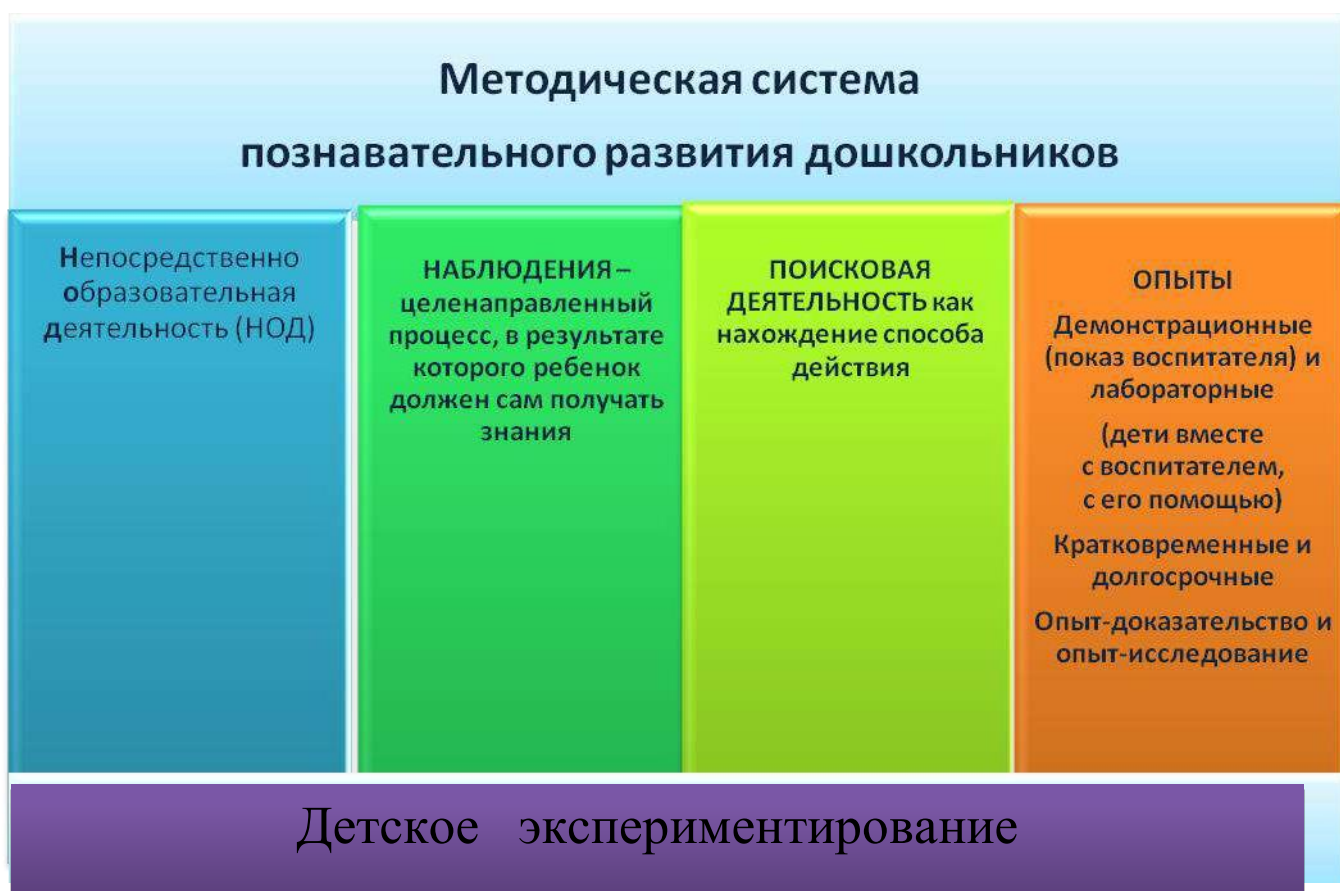 Методическая система
познавательного развития дошкольников
Непосредственно
образовательная
деятельность (НОД)
НАБЛЮДЕНИЯ –
целенаправленный
процесс, в результате
которого ребенок
должен сам получать
знания
ПОИСКОВАЯ
ДЕЯТЕЛЬНОСТЬ как
нахождение способа
действия
ОПЫТЫ
Демонстрационные
(показ воспитателя) и
лабораторные
(дети вместе
с воспитателем,
с его помощью)
Кратковременные и
долгосрочные
Опыт-доказательство и
опыт-исследование
Детское экспериментирование